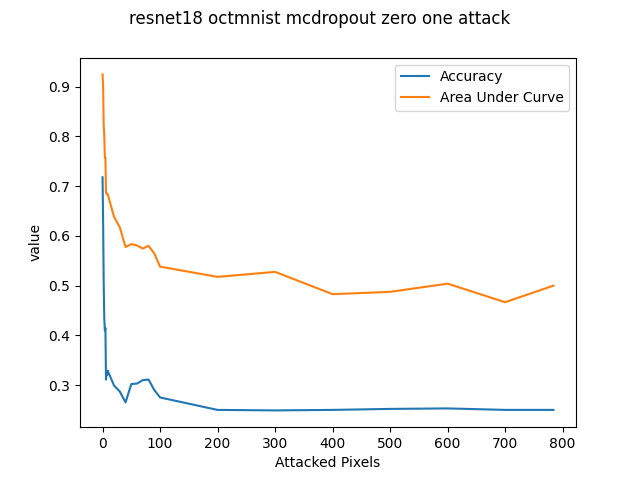 resnet18 octmnist mcdropout zero one attack
Accuracy
Area Under Curve
value
0.9
0.8
0.7
0.6
0.5
0.4
0.3
0 100 200 300 400 500 600 700 800
Attacked Pixels